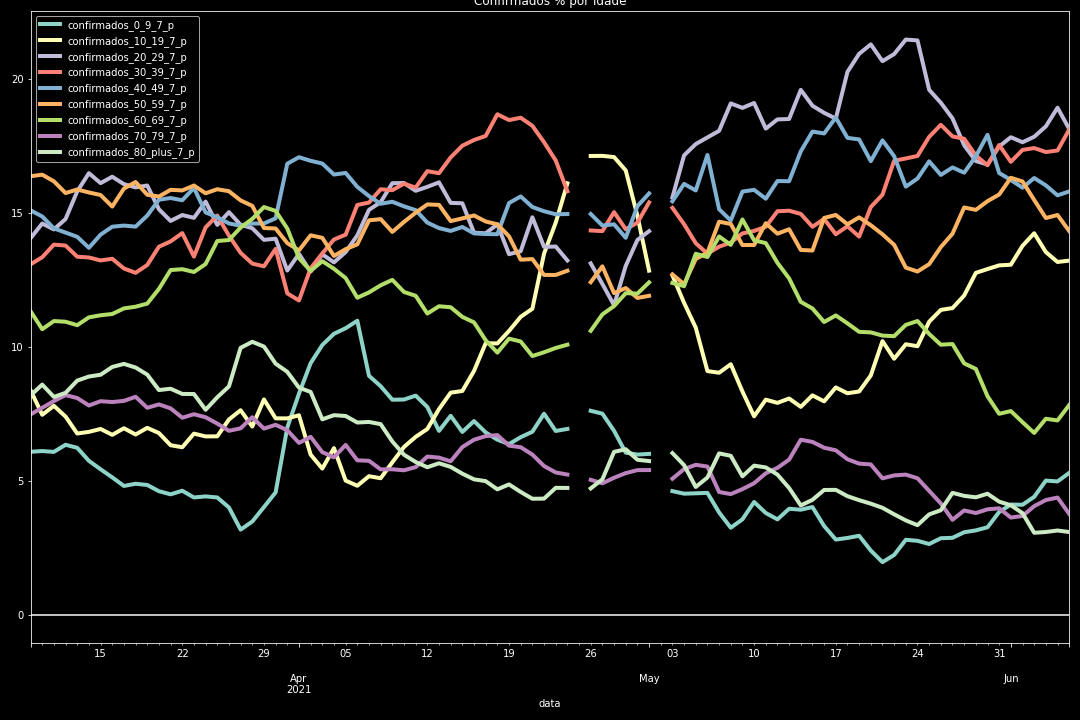 Confirmados % por idade
confirmados_0_9_7_p
confirmados_10_19_7_p
confirmados_20_29_7_p
confirmados_30_39_7_p
confirmados_40_49_7_p
confirmados_50_59_7_p
confirmados_60_69_7_p
confirmados_70_79_7_p
confirmados_80_plus_7_p
20
15
10
5
0
15 22 29 05 12 19 26 03 10 17 24 31
Apr May Jun
2021
data